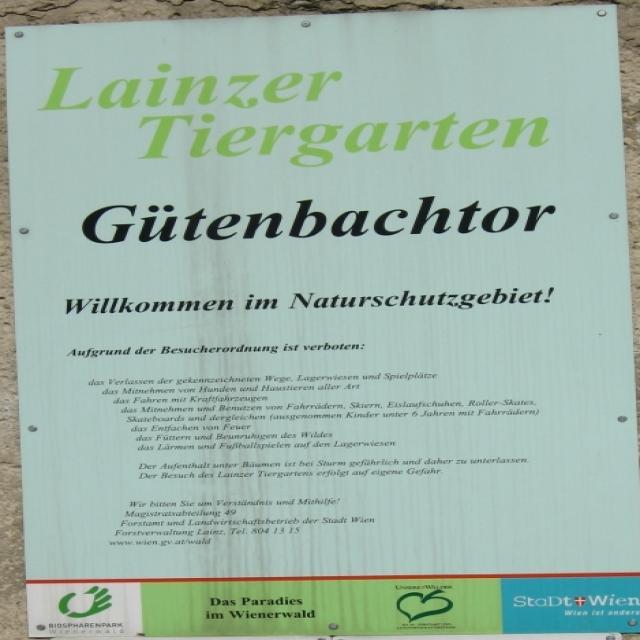 Lainzer
Tiergarten
Gütenbachtor
Willkommen im Naturschutzgebiet!
Aufgrund der Besucherordnung ist verboten:
das Verlassen der gekennzeichneten Wege, Lagerwiesen und Spielplätze
das Mitnehmen von Hunden und Haustieren aller Art
das Fahren mit Kraftfahrzeugen
das Mitnehmen und Benutzen von Fahrrädern, Skiern, Eislaufschuhen, Roller-Skates,
Skateboards und dergleichen (ausgenommen Kinder unter 6 Jahren mit Fahrrädern)
das Entfachen von Feuer
das Füttern und Beunruhigen des Wildes
das Lärmen und Fußballspielen auf den Lagerwiesen
Der Aufenthalt unter Bäumen ist bei Sturm gefährlich und daher zu unterlassen.
Der Besuch des Lainzer Tiergartens erfolgt auf eigene Gefahr.
Wir bitten Sie um Verständnis und Mithilfe!
Magistratsabteilung 49
Forstamt und Landwirtschaftsbetrieb der Stadt Wien
Forstverwaltung Lainz, Tel. 804 13 15
www.wien.gv.at/wald
BIOSPHÄRENPARK
Wienerwald
Das Paradies
im Wienerwald
StaDt Wien
Wien ist anders